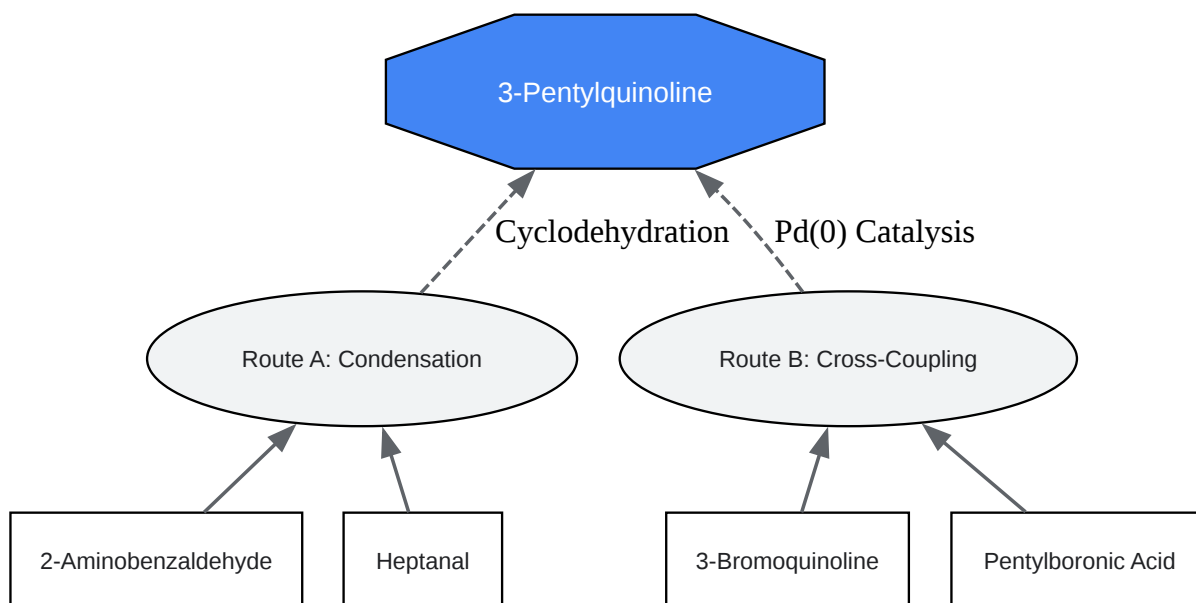 3-Pentylquinoline
Cyclodehydration
Pd(0) Catalysis
Route A: Condensation
Route B: Cross-Coupling
2-Aminobenzaldehyde
Heptanal
3-Bromoquinoline
Pentylboronic Acid